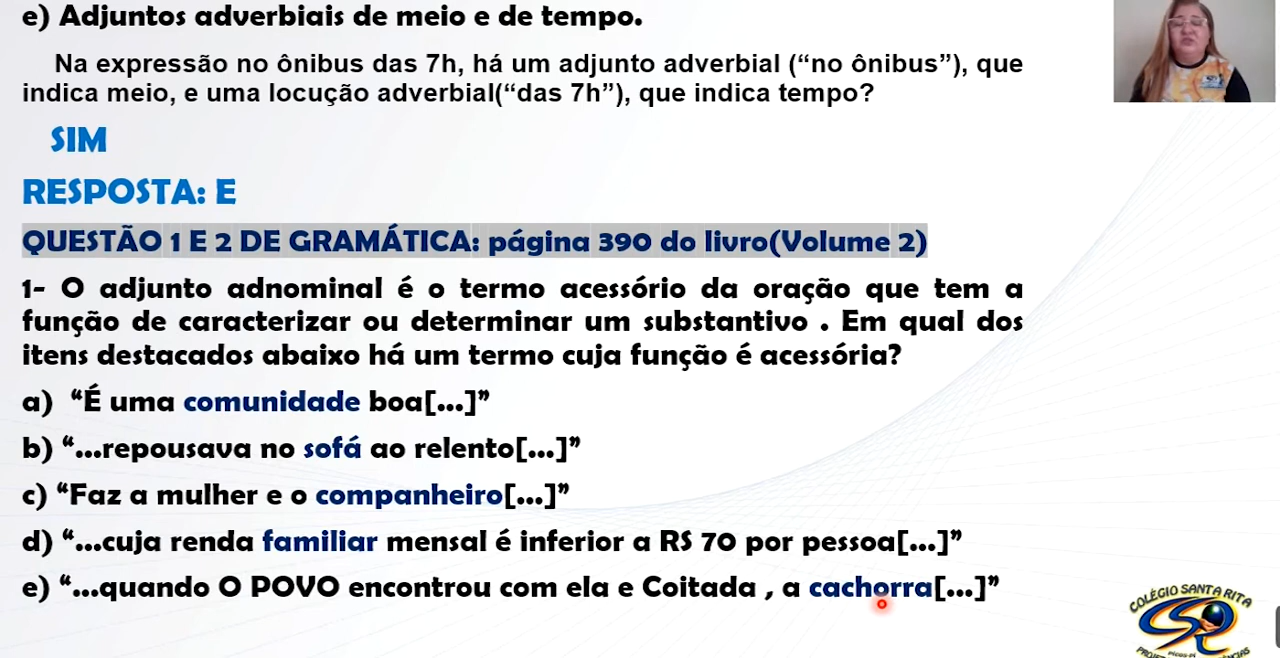 e) Adjuntos adverbiais de meio e de tempo.
Na expressão no ônibus das 7h, há um adjunto adverbial (“no ônibus”), que
indica meio, e uma locução adverbial(“das 7h”), que indica tempo?
SIM
RESPOSTA: E
QUESTÃO 1 E 2 DE GRAMÁTICA: página 390 do livro(Volume 2)
1- O adjunto adnominal é o termo acessório da oração que tem a
função de caracterizar ou determinar um substantivo . Em qual dos
itens destacados abaixo há um termo cuja função é acessória?
a) “É uma comunidade boa[...]”
b) “...repousava no sofá ao relento[...]”
c) “Faz a mulher e o companheiro[...]”
d) “...cuja renda familiar mensal é inferior a RS 70 por pessoa[...]”
e) “...quando O POVO encontrou com ela e Coitada , a cachorra[...]”
COLÉGIO SANTA RITA